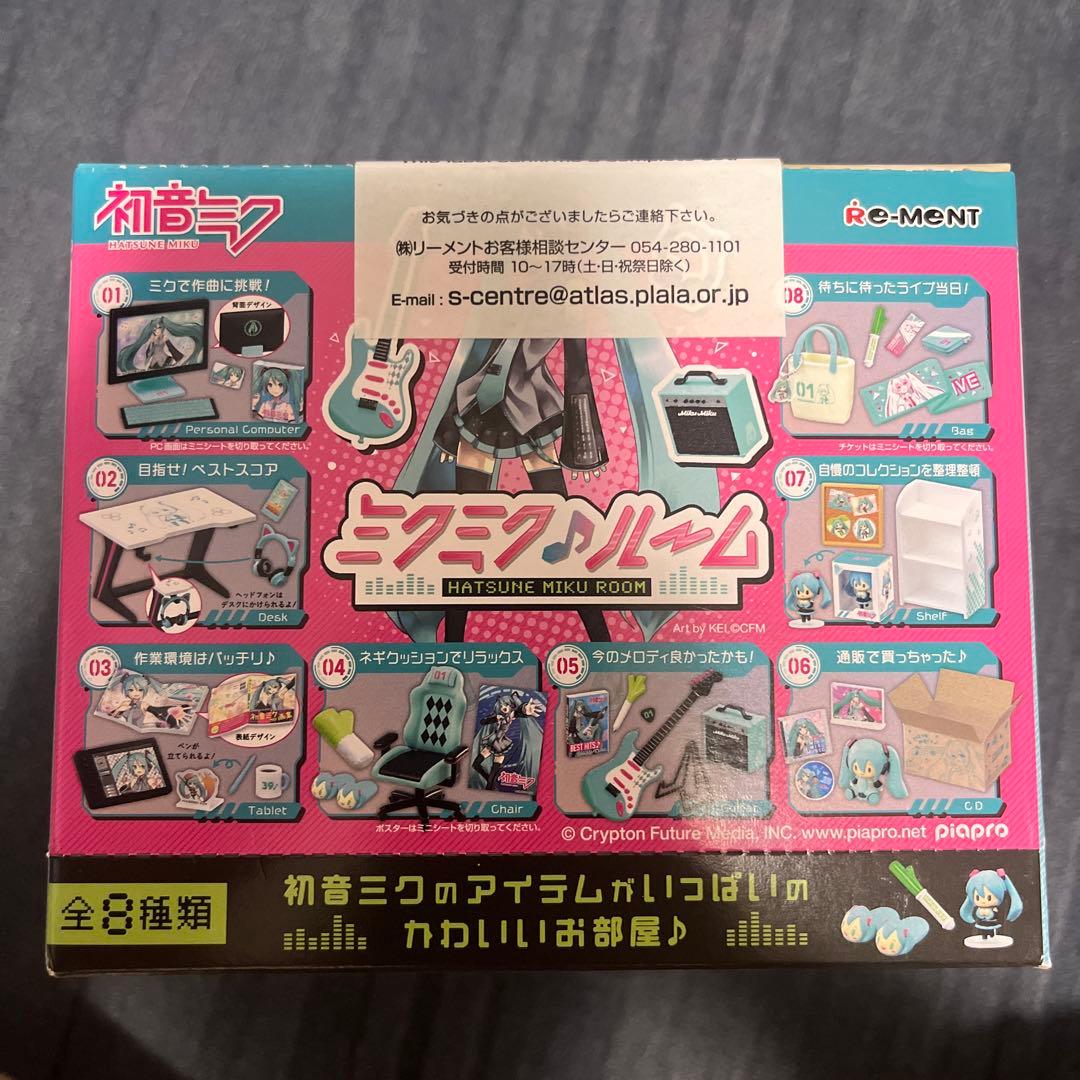 初音ミク
HATSUNE MIKU
お気づきの点がございましたらご連絡下さい。
㈱リーメントお客様相談センター 054-280-1101
受付時間 10～17時(土・日・祝祭日除く)
E-mail : s-centre@atlas.plala.or.jp
Re-MeNT
01
ミクで作曲に挑戦!
背面デザイン
Personal Computer
PC画面はミニシートを切り取ってください。
08
待ちに待ったライブ当日!
01
LIVE
Bag
チケットはミニシートを切り取ってください。
MikuMiku
02
目指せ!ベストスコア
ヘッドフォンは
デスクにかけられるよ!
Desk
ミクミク♪ルーム
HATSUNE MIKU ROOM
Art by KEI©CFM
07
自慢のコレクションを整理整頓
Shelf
03
作業環境はバッチリ♪
表紙デザイン
ペンが
立てられるよ!
39♪
Tablet
04
ネギクッションでリラックス
01
初音ミク
Chair
ポスターはミニシートを切り取ってください。
05
今のメロディ良かったかも!
01
BEST HITS♪
Guitar
06
通販で買っちゃった♪
CD
© Crypton Future Media, INC. www.piapro.net piapro
全8種類
初音ミクのアイテムがいっぱいの
かわいいお部屋♪